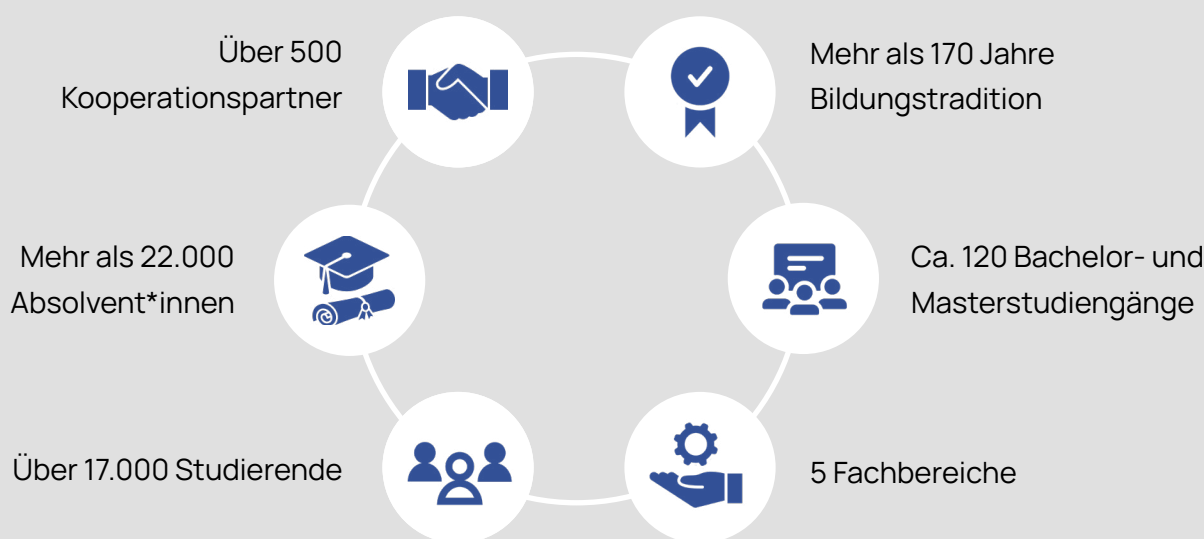 Über 500
Kooperationspartner
Mehr als 170 Jahre
Bildungstradition
Mehr als 22.000
Absolvent*innen
Ca. 120 Bachelor- und
Masterstudiengänge
Über 17.000 Studierende
5 Fachbereiche